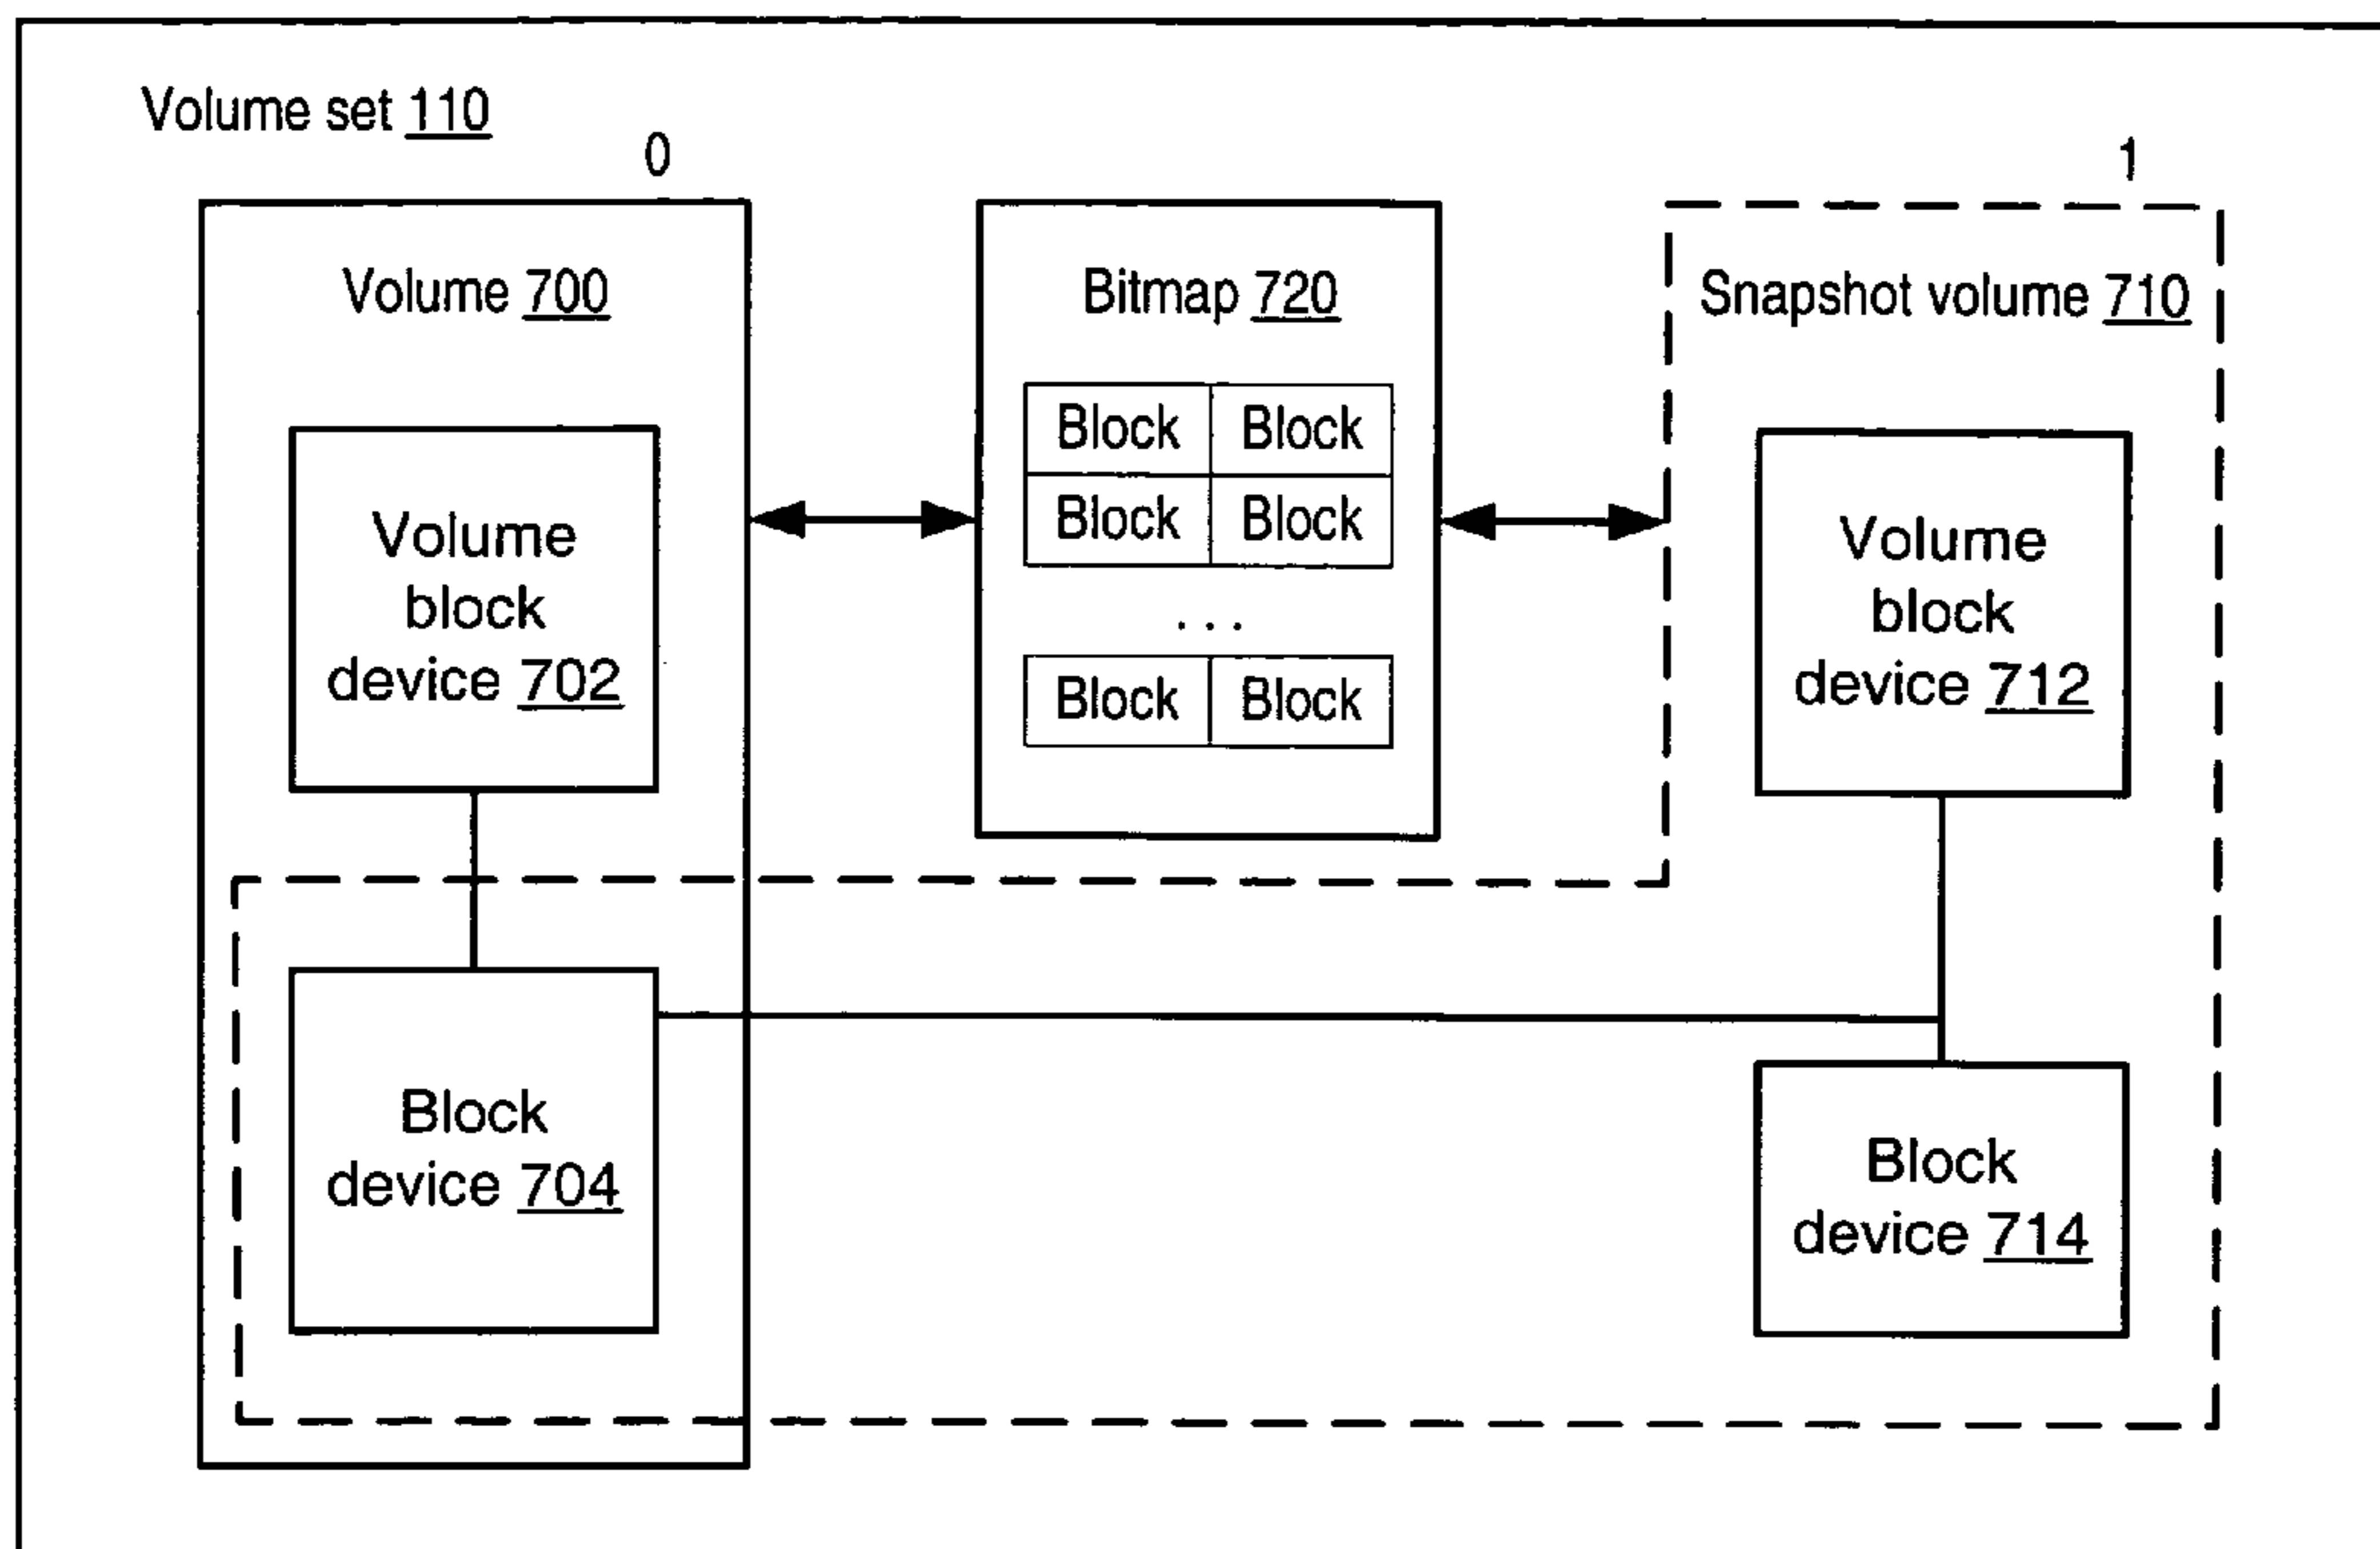 Volume set 110
0
1
Volume 700
Bitmap 720
Snapshot volume 710
Block Block
Block Block
. . .
Block Block
Volume
block
device 702
Volume
block
device 712
Block
device 704
Block
device 714